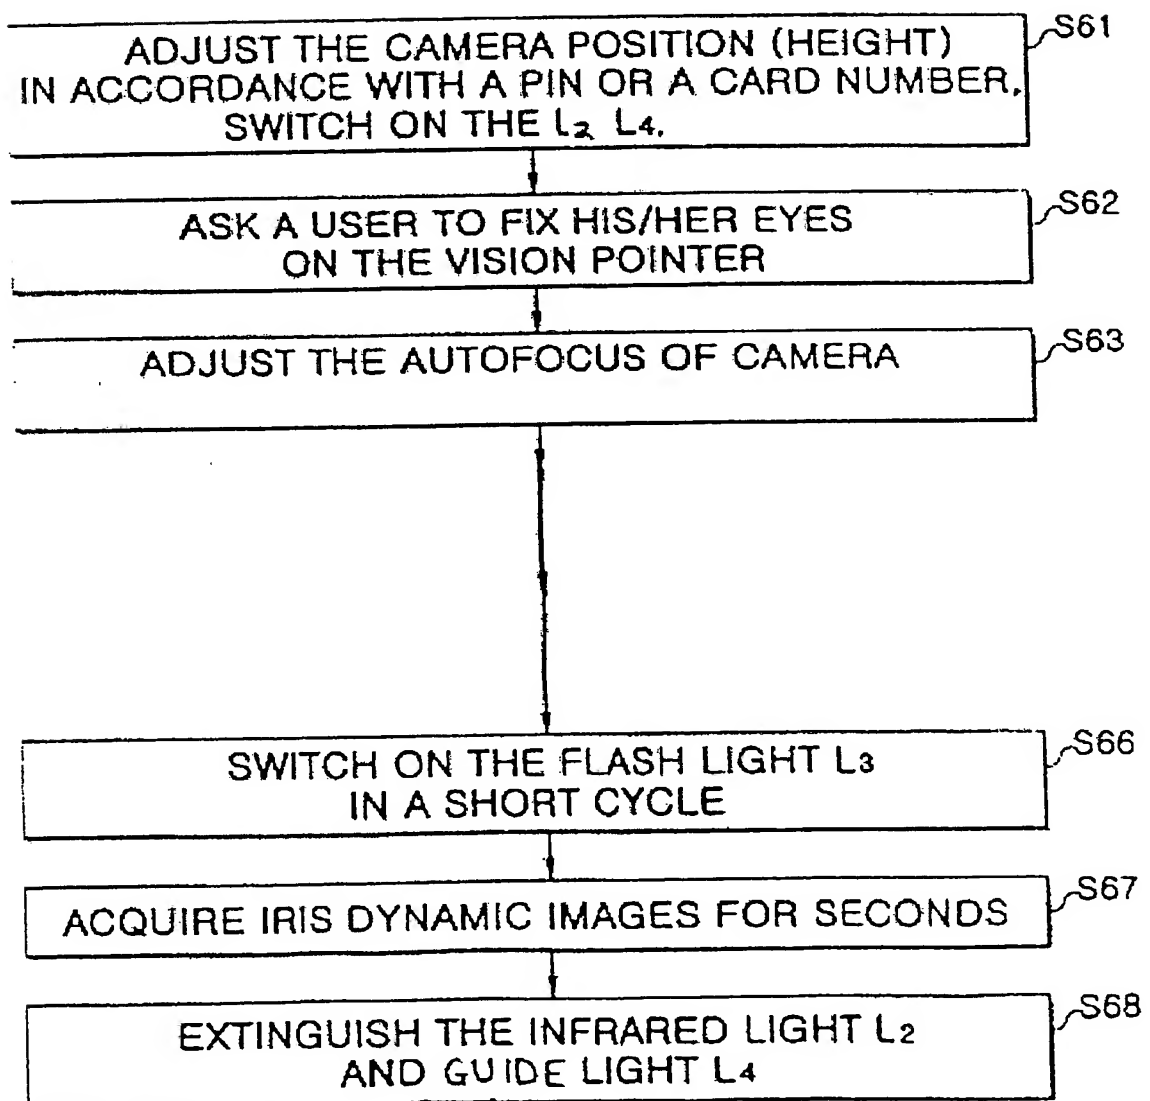 S61
ADJUST THE CAMERA POSITION (HEIGHT)
IN ACCORDANCE WITH A PIN OR A CARD NUMBER.
SWITCH ON THE L2 L4.
S62
ASK A USER TO FIX HIS/HER EYES
ON THE VISION POINTER
S63
ADJUST THE AUTOFOCUS OF CAMERA
S66
SWITCH ON THE FLASH LIGHT L3
IN A SHORT CYCLE
S67
ACQUIRE IRIS DYNAMIC IMAGES FOR SECONDS
S68
EXTINGUISH THE INFRARED LIGHT L2
AND GUIDE LIGHT L4